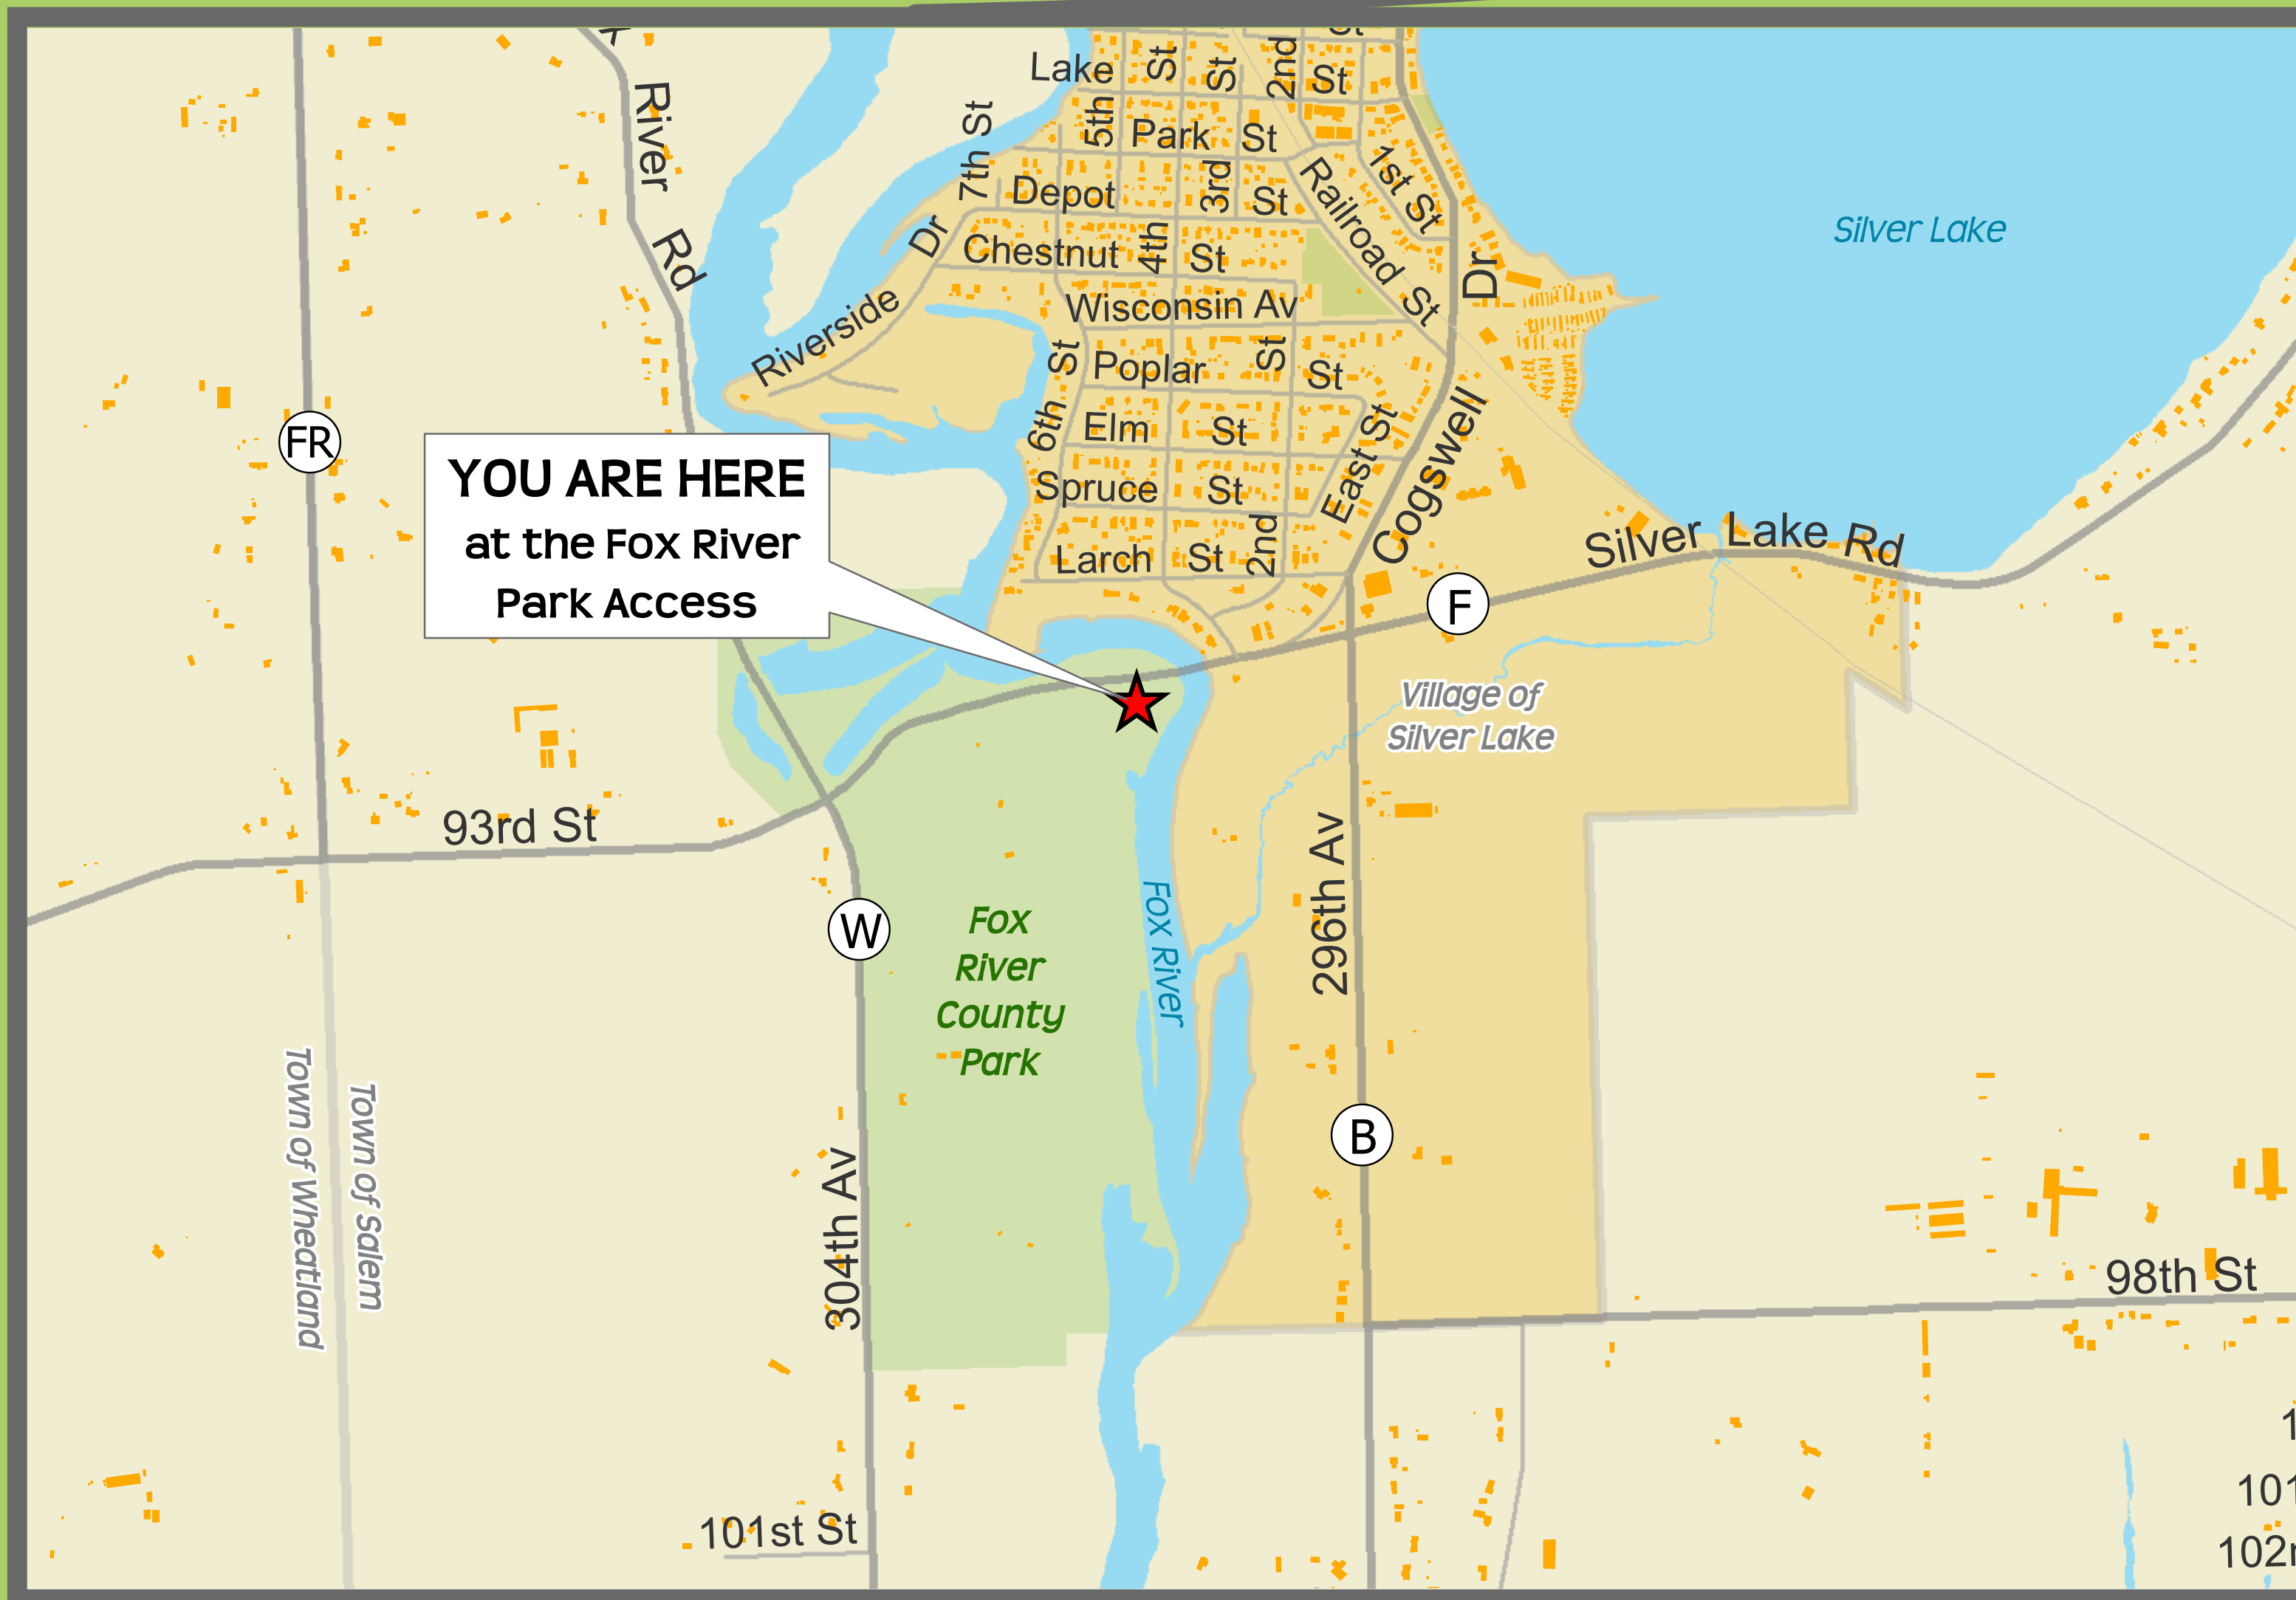 Lake
St
St
2nd
St
St
River
Rd
7th St
5th
Park
St
1st St
Depot
3rd
St
Railroad
St
Dr
Chestnut
4th
St
Silver Lake
Dr
Riverside
Wisconsin Av
St
Poplar
St
St
6th
Elm
St
East St
Cogswell
FR
YOU ARE HERE
at the Fox River
Park Access
Spruce
St
Larch
St
2nd
Silver Lake Rd
F
Village of
Silver Lake
93rd St
296th Av
W
Fox
River
County
Park
Fox River
B
Town of Wheatland
Town of Salem
304th Av
98th St
101st St